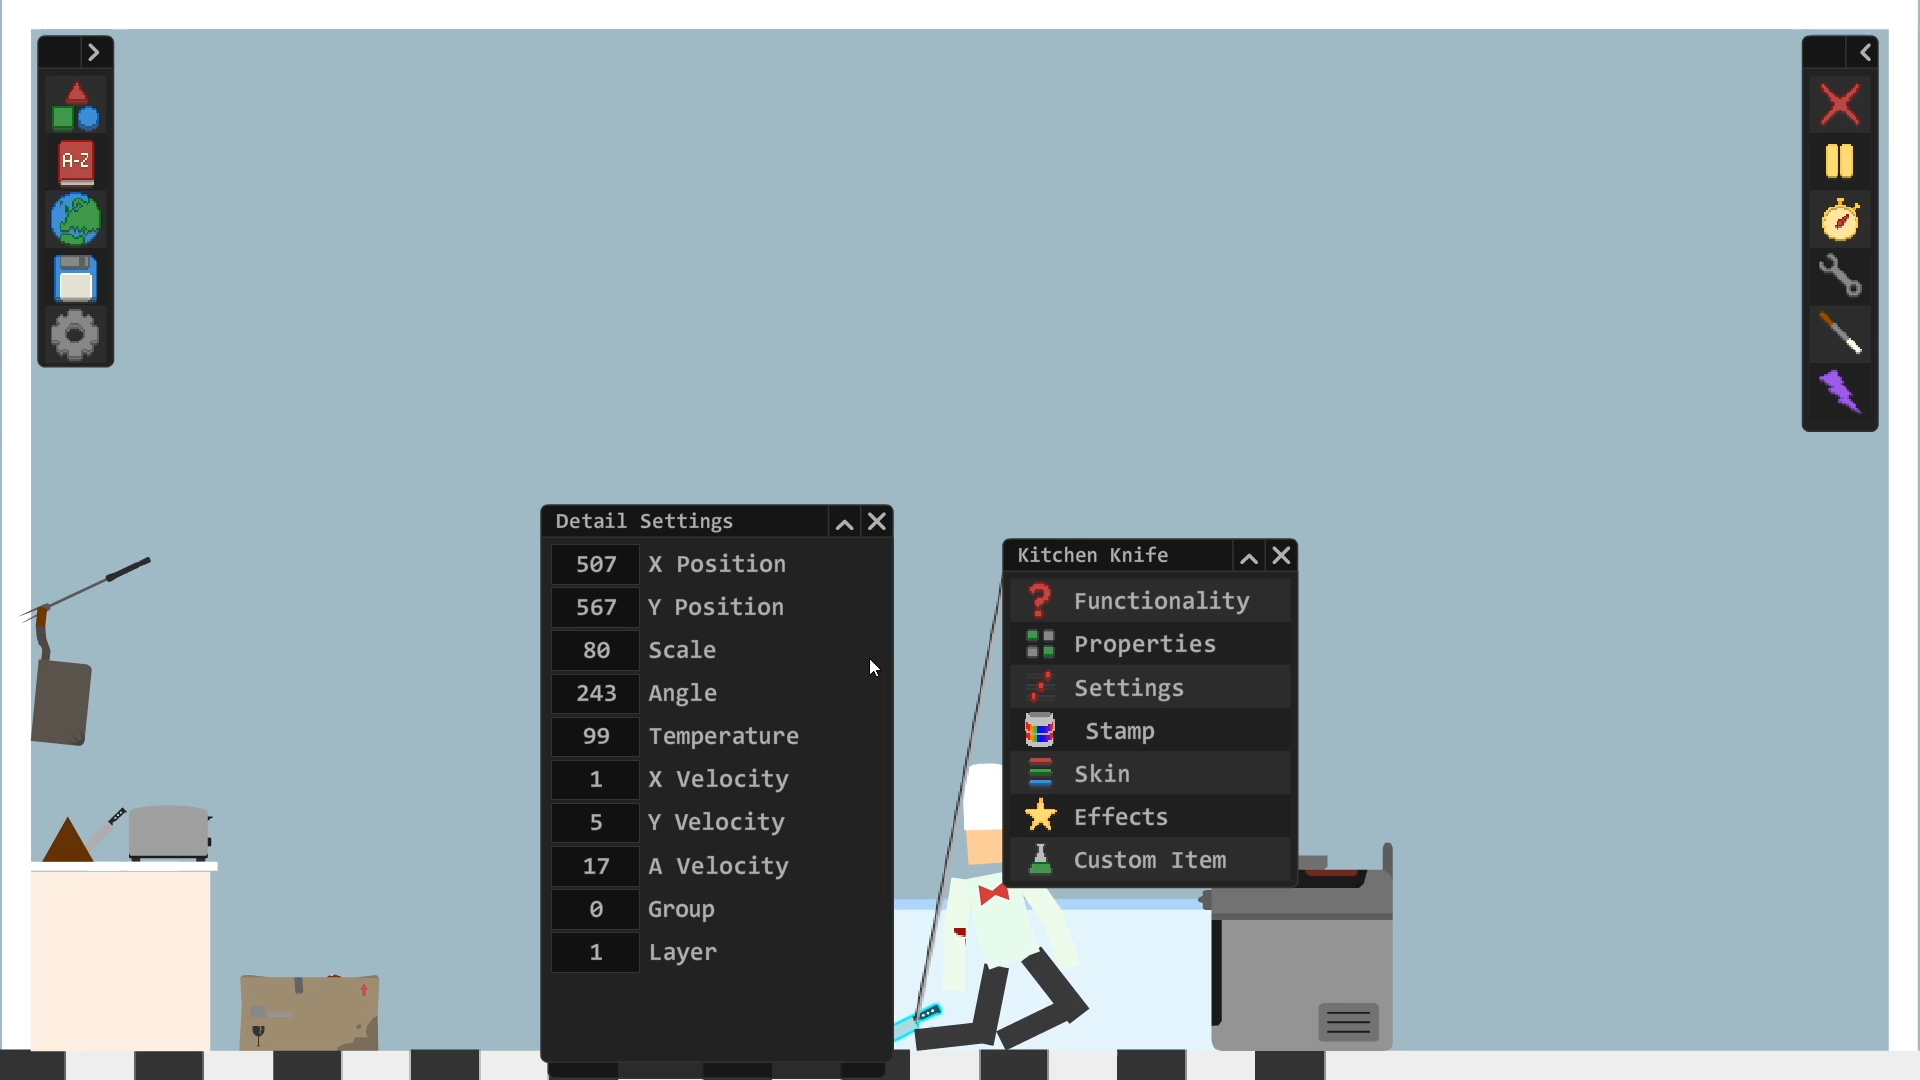 A-Z
Detail Settings
507 X Position
567 Y Position
80 Scale
243 Angle
99 Temperature
1 X Velocity
5 Y Velocity
17 A Velocity
0 Group
1 Layer
Kitchen Knife
Functionality
Properties
Settings
Stamp
Skin
Effects
Custom Item